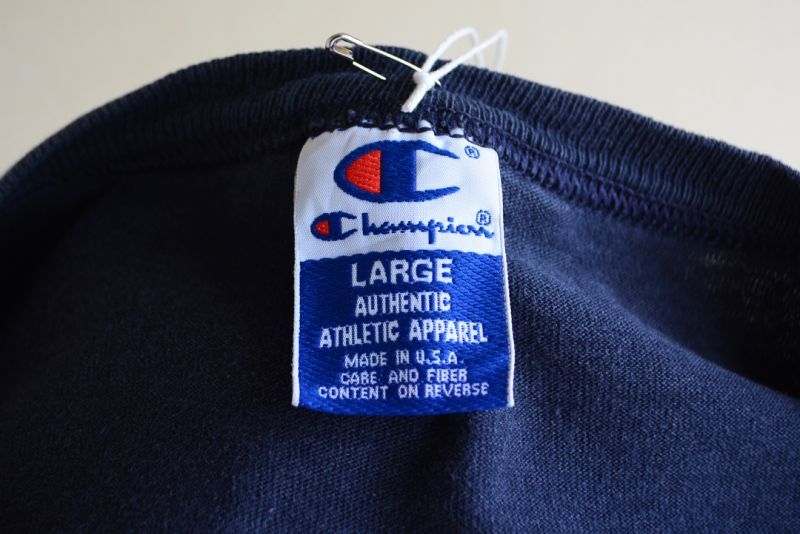 ®
Champion®
LARGE
AUTHENTIC
ATHLETIC APPAREL
MADE IN U.S.A.
CARE AND FIBER
CONTENT ON REVERSE